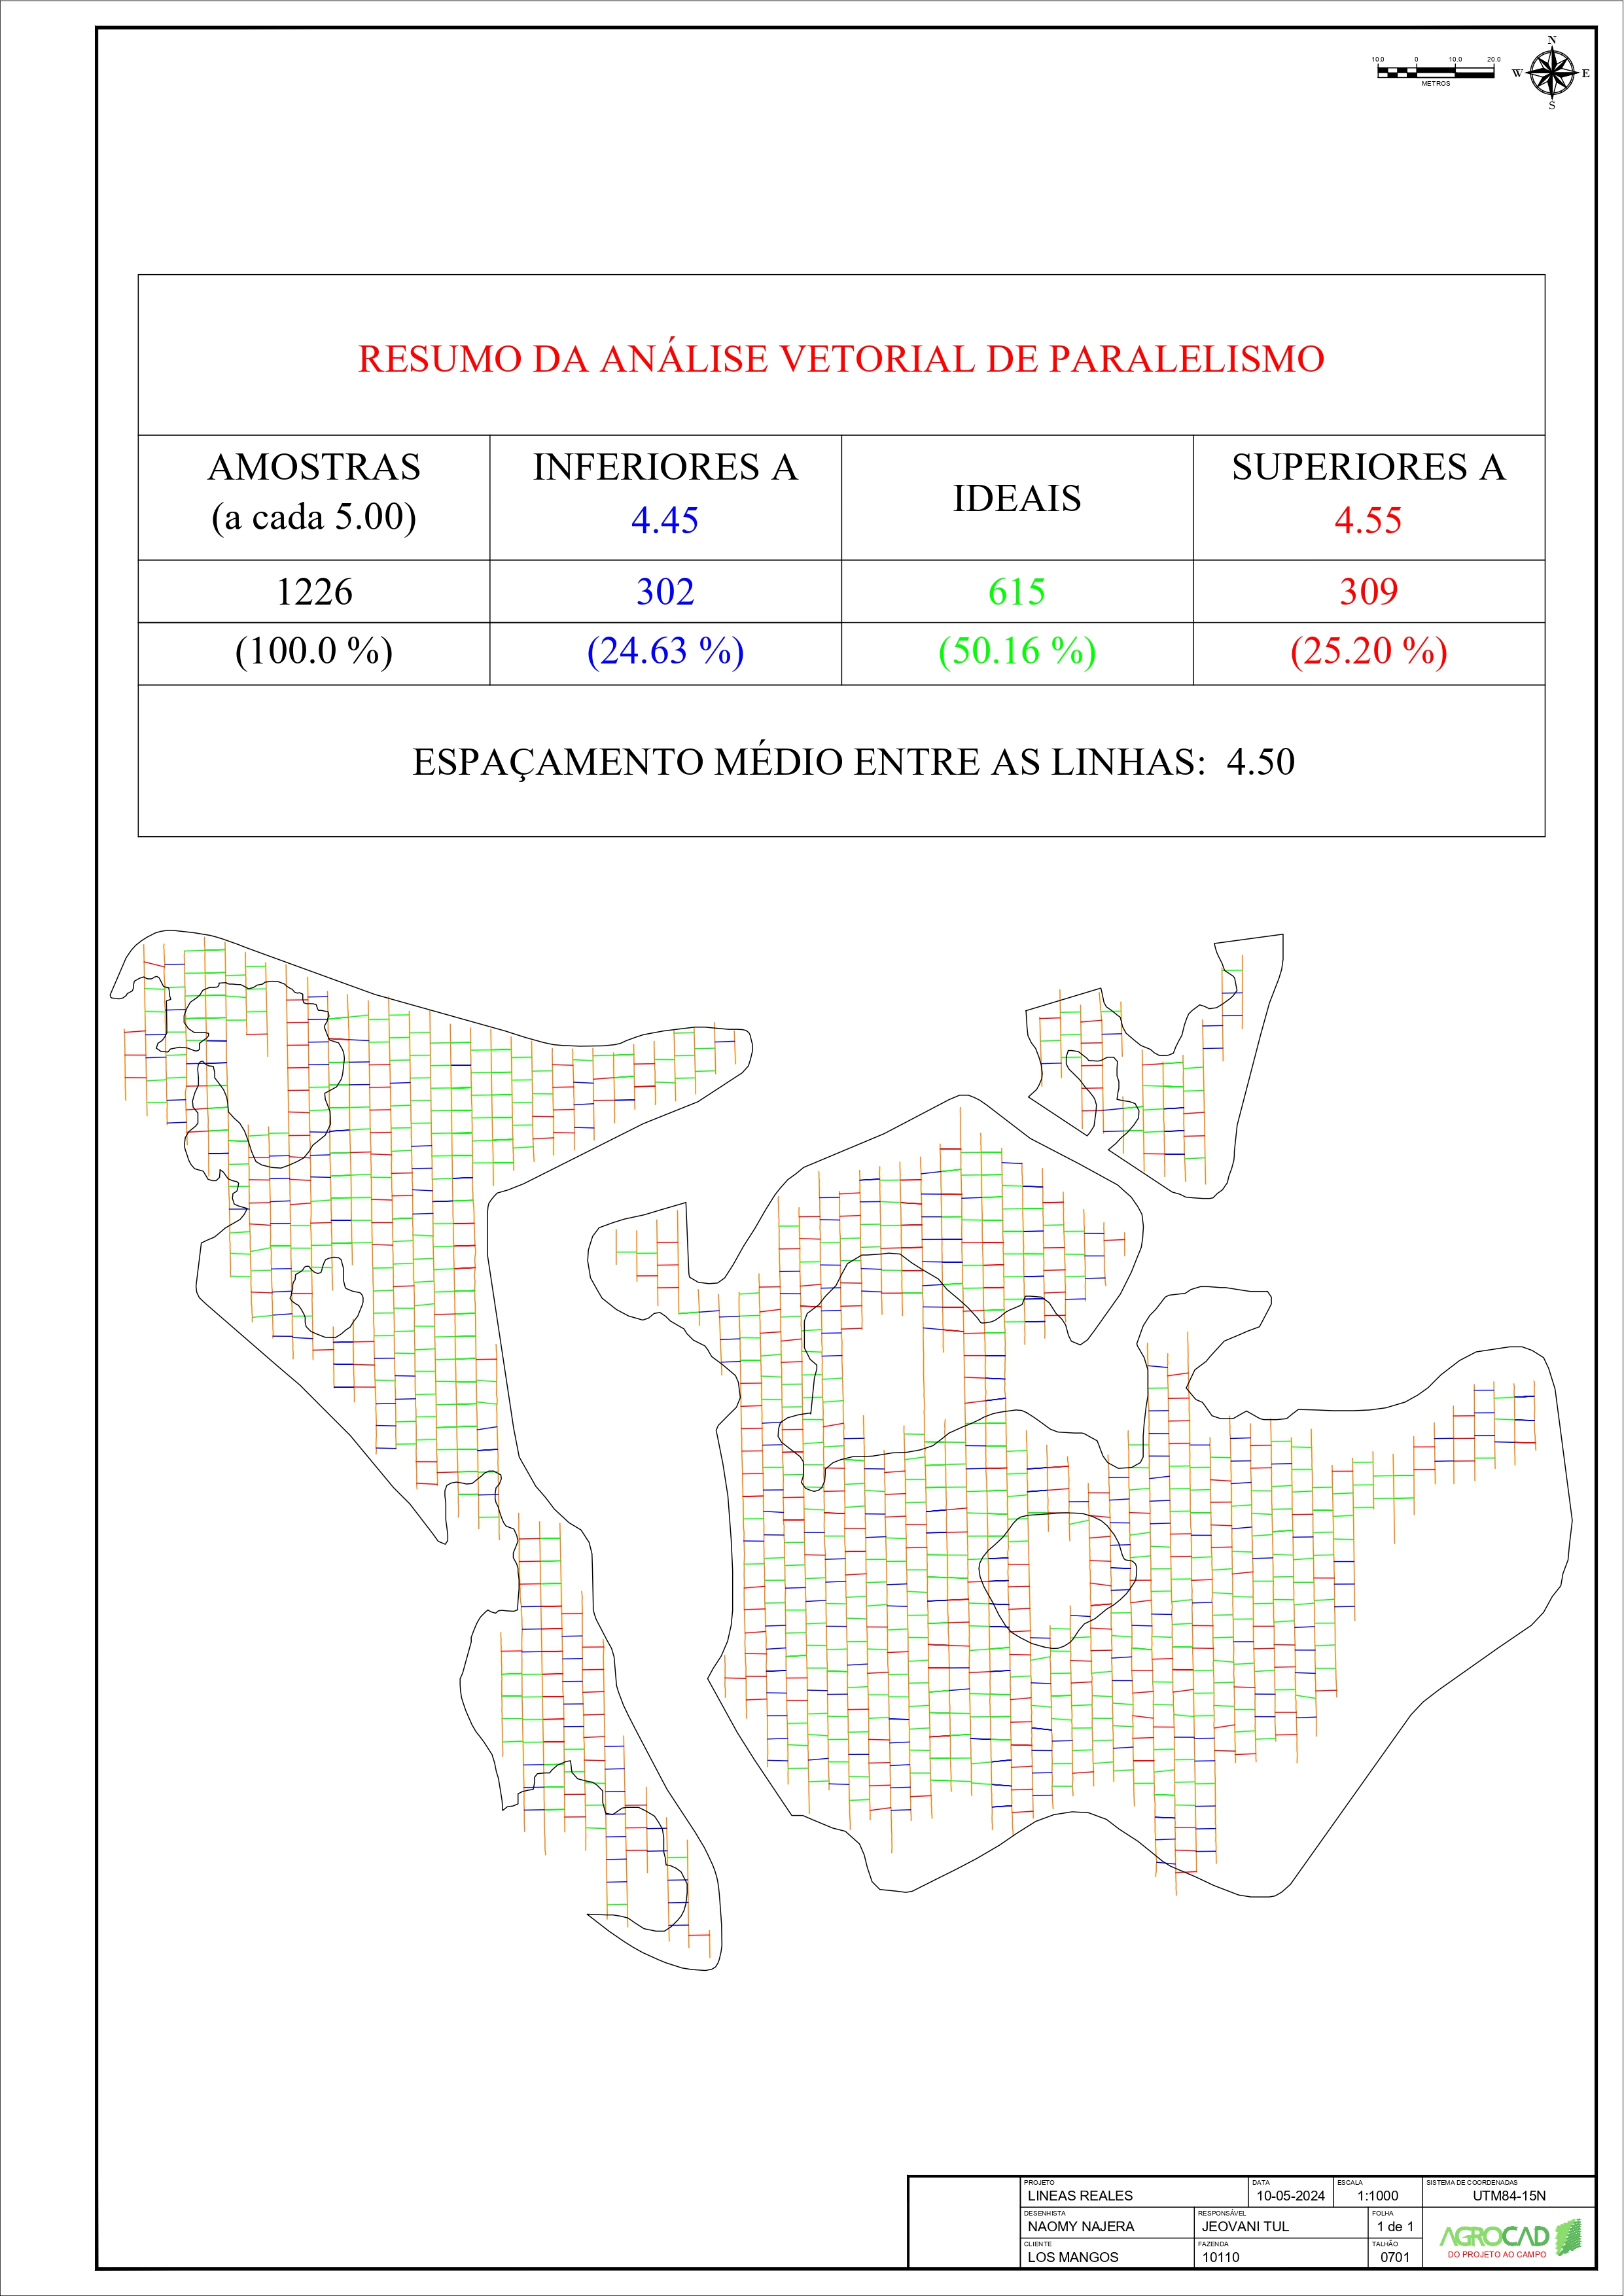 N
10.0 0 10.0 20.0
W E
METROS
S
RESUMO DA ANÁLISE VETORIAL DE PARALELISMO
AMOSTRAS
(a cada 5.00)
INFERIORES A
4.45
IDEAIS
SUPERIORES A
4.55
1226 302 615 309
(100.0 %) (24.63 %) (50.16 %) (25.20 %)
ESPAÇAMENTO MÉDIO ENTRE AS LINHAS: 4.50
PROJETO
LINEAS REALES
DATA
10-05-2024
ESCALA
1:1000
SISTEMA DE COORDENADAS
UTM84-15N
DESENHISTA
NAOMY NAJERA
RESPONSÁVEL
JEOVANI TUL
FOLHA
1 de 1
CLIENTE
LOS MANGOS
FAZENDA
10110
TALHÃO
0701
AGROCAD
DO PROJETO AO CAMPO